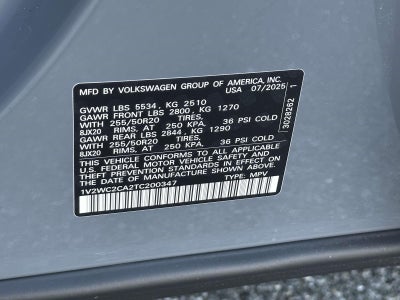 MFD BY VOLKSWAGEN GROUP OF AMERICA, INC.
USA 07/2025
GVWR LBS 5534, KG 2510
GAWR FRONT LBS 2800, KG 1270
WITH 255/50R20 TIRES,
8JX20 RIMS, AT 250 KPA, 36 PSI COLD
GAWR REAR LBS 2844, KG 1290
WITH 255/50R20 TIRES,
8JX20 RIMS, AT 250 KPA, 36 PSI COLD
THIS VEHICLE CONFORMS TO ALL APPLICABLE
U.S. FEDERAL MOTOR VEHICLE SAFETY STANDARDS IN EFFECT
ON THE DATE OF MANUFACTURE SHOWN ABOVE.
1V2WC2CA2TC200347 TYPE: MPV
3028262 1